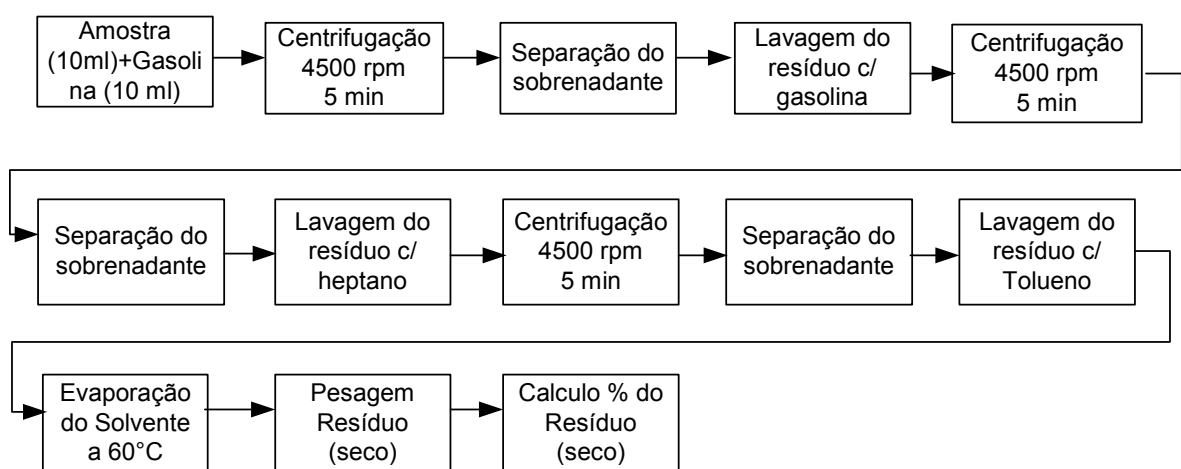 Amostra
(10ml)+Gasoli
na (10 ml)
Centrifugação
4500 rpm
5 min
Separação do
sobrenadante
Lavagem do
resíduo c/
gasolina
Centrifugação
4500 rpm
5 min
Separação do
sobrenadante
Lavagem do
resíduo c/
heptano
Centrifugação
4500 rpm
5 min
Separação do
sobrenadante
Lavagem do
resíduo c/
Tolueno
Evaporação
do Solvente
a 60°C
Pesagem
Resíduo
(seco)
Calculo % do
Resíduo
(seco)